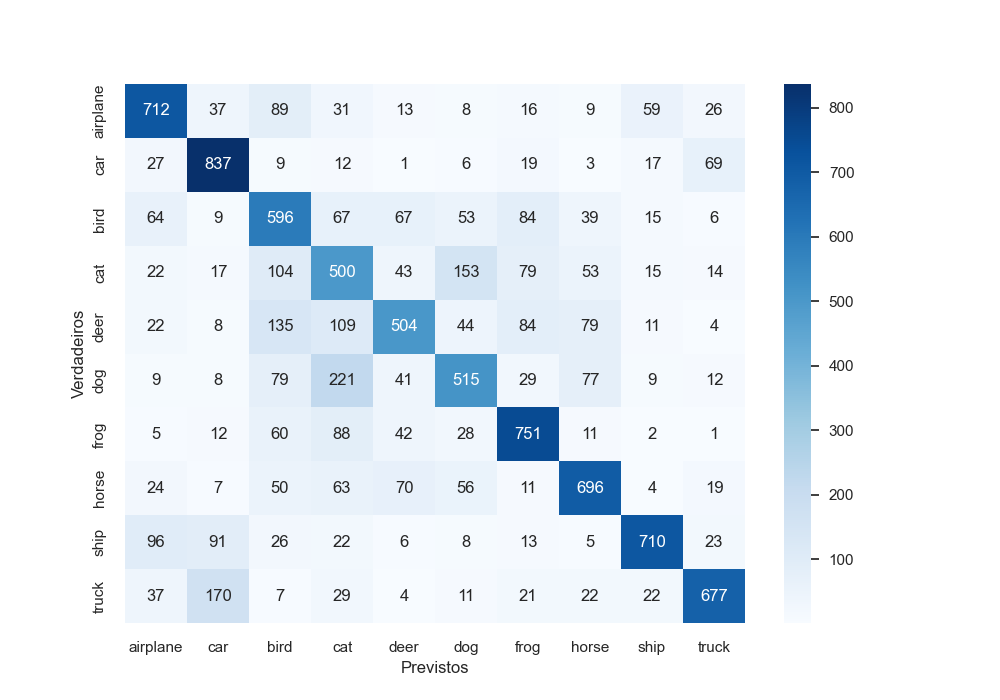 airplane 712 37 89 31 13 8 16 9 59 26
car 27 837 9 12 1 6 19 3 17 69
bird 64 9 596 67 67 53 84 39 15 6
cat 22 17 104 500 43 153 79 53 15 14
deer 22 8 135 109 504 44 84 79 11 4
dog 9 8 79 221 41 515 29 77 9 12
frog 5 12 60 88 42 28 751 11 2 1
horse 24 7 50 63 70 56 11 696 4 19
ship 96 91 26 22 6 8 13 5 710 23
truck 37 170 7 29 4 11 21 22 22 677
airplane car bird cat deer dog frog horse ship truck
Previstos
Verdadeiros
800
700
600
500
400
300
200
100